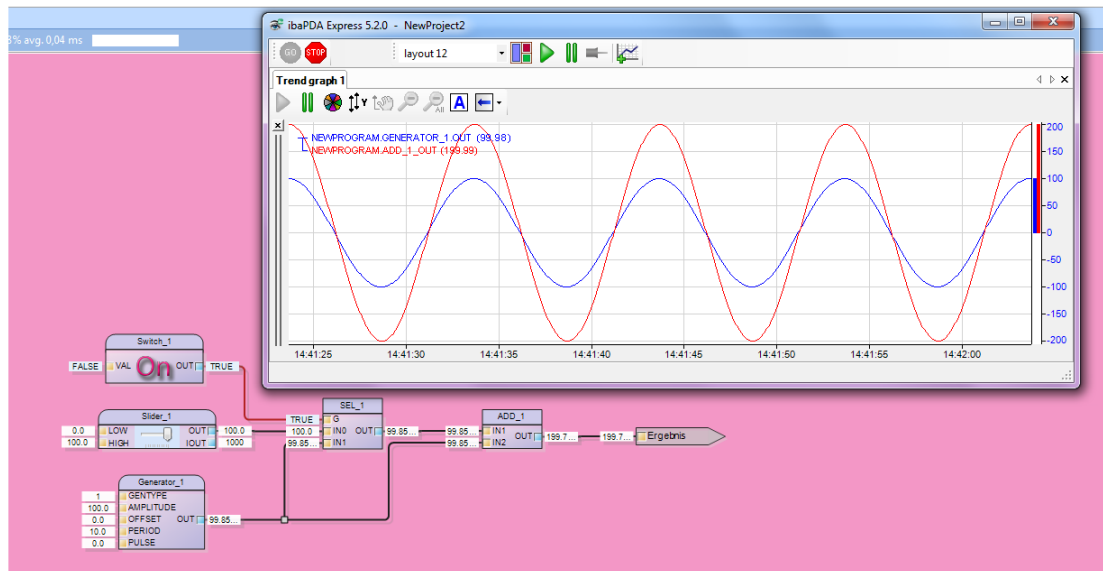 ibaPDA Express 5.2.0 - NewProject2
3% avg. 0,04 ms
GO STOP layout 12
Trend graph 1
Y All A
NEWPROGRAM.GENERATOR_1.OUT (99.98)
NEWPROGRAM.ADD_1_OUT (199.99)
200
150
100
50
0
-50
-100
-150
-200
14:41:25 14:41:30 14:41:35 14:41:40 14:41:45 14:41:50 14:41:55 14:42:00
Switch_1
FALSE VAL On OUT TRUE
SEL_1
TRUE G
100.0 IN0 OUT 99.85...
99.85... IN1
Slider_1
0.0 LOW OUT 100.0
100.0 HIGH IOUT 1000
ADD_1
99.85... IN1 OUT 199.7... 199.7... Ergebnis
99.85... IN2
Generator_1
1 GENTYPE
100.0 AMPLITUDE
0.0 OFFSET OUT 99.85...
10.0 PERIOD
0.0 PULSE